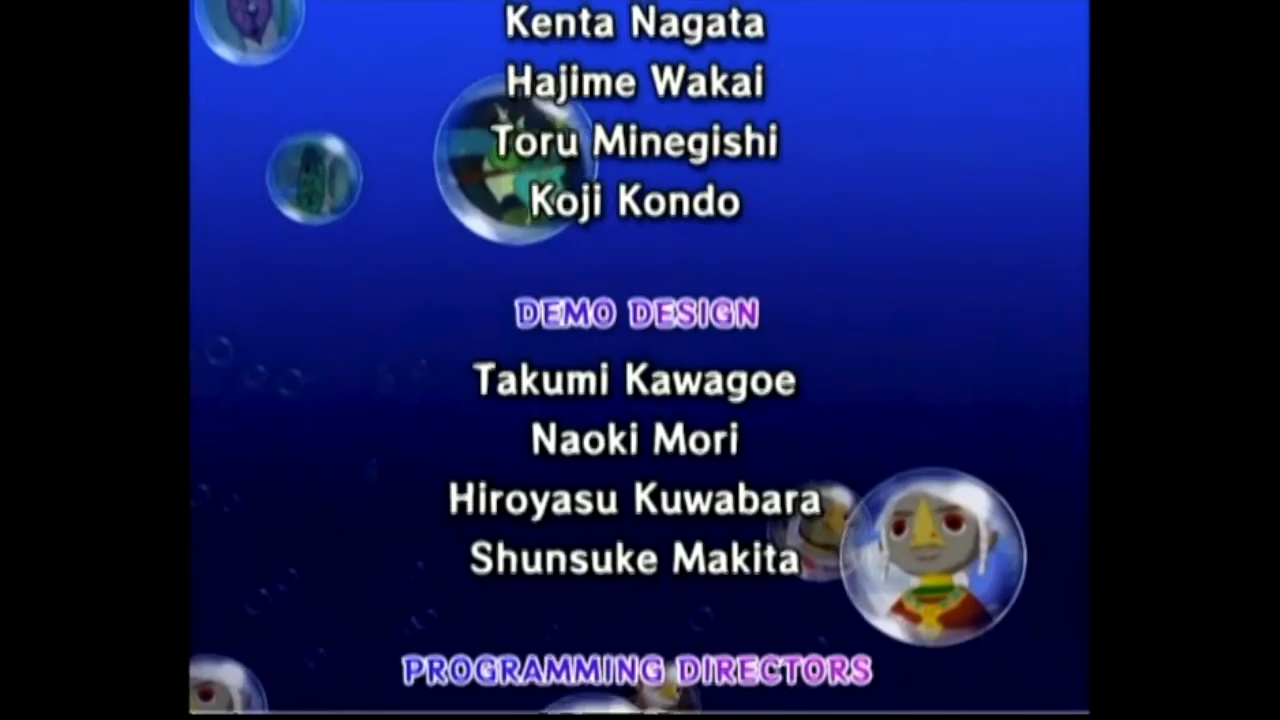 Kenta Nagata
Hajime Wakai
Toru Minegishi
Koji Kondo
DEMO DESIGN
Takumi Kawagoe
Naoki Mori
Hiroyasu Kuwabara
Shunsuke Makita
PROGRAMMING DIRECTORS